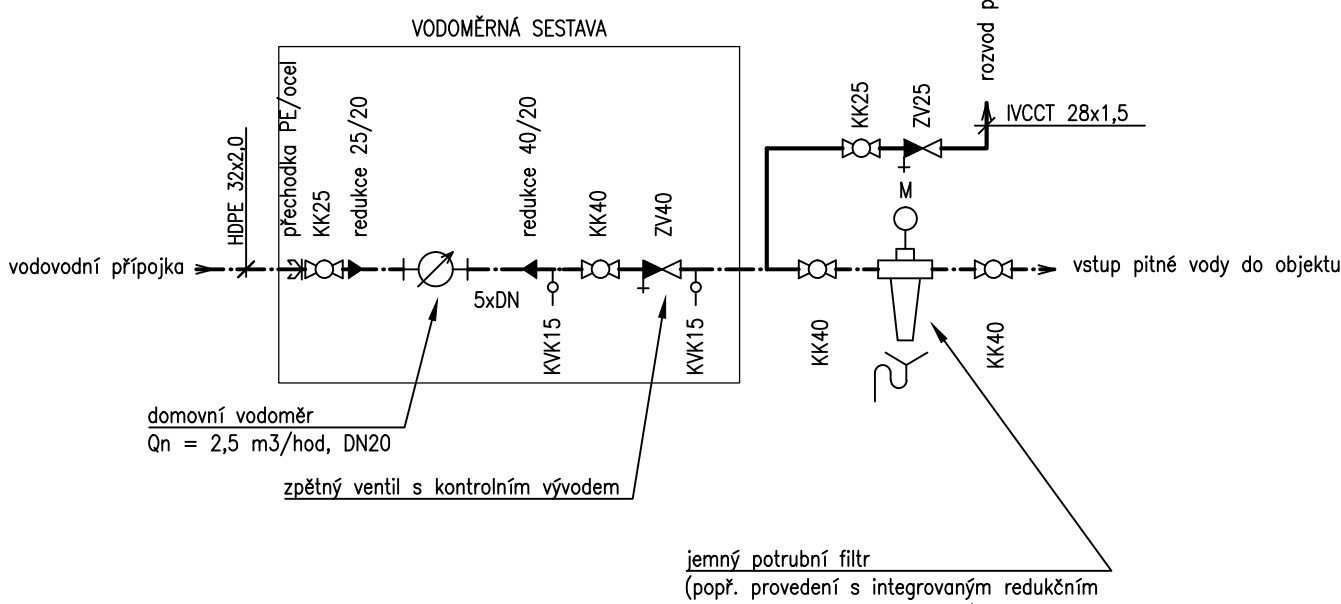 VODOMĚRNÁ SESTAVA
rozvod
KK25
ZV25
IVCCT 28x1,5
HDPE 32x2,0
přechodka PE/ocel
KK25
redukce 25/20
redukce 40/20
KK40
ZV40
M
vodovodní přípojka
vstup pitné vody do objektu
5xDN
KVK15
KVK15
KK40
KK40
domovní vodoměr
Qn = 2,5 m3/hod, DN20
zpětný ventil s kontrolním vývodem
jemný potrubní filtr
(popř. provedení s integrovaným redukčním